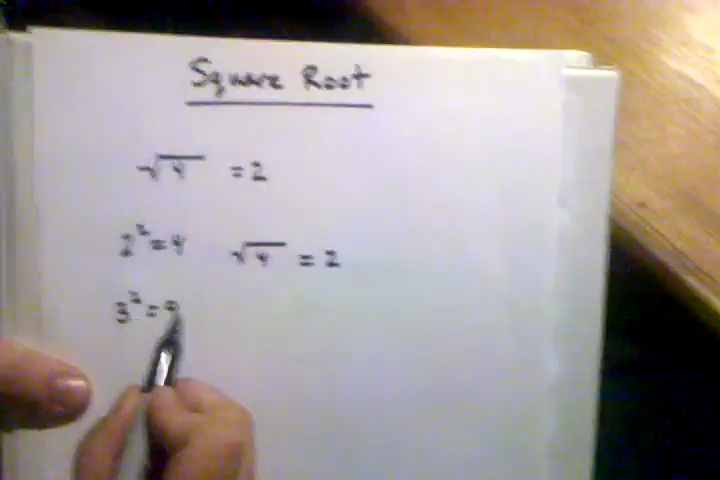 Square Root
√4 = 2
2² = 4 √4 = 2
3² = 9